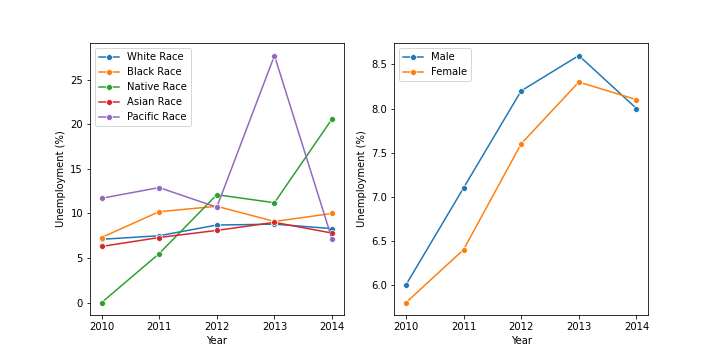 White Race
Black Race
Native Race
Asian Race
Pacific Race
25
20
15
10
5
0
Unemployment (%)
2010 2011 2012 2013 2014
Year
Male
Female
8.5
8.0
7.5
7.0
6.5
6.0
Unemployment (%)
2010 2011 2012 2013 2014
Year